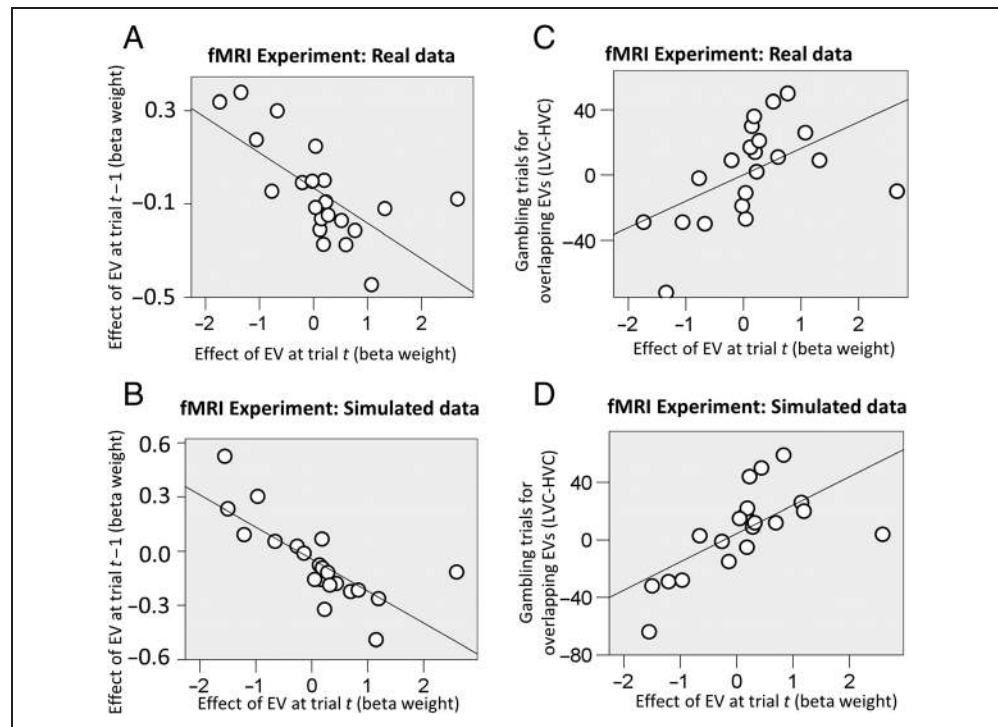 A
fMRI Experiment: Real data
Effect of EV at trial t−1 (beta weight)
0.3
−0.1
−0.5
−2
−1
0
1
2
Effect of EV at trial t (beta weight)
B
fMRI Experiment: Simulated data
Effect of EV at trial t−1 (beta weight)
0.6
0.3
0.0
−0.3
−0.6
−2
−1
0
1
2
Effect of EV at trial t (beta weight)
C
fMRI Experiment: Real data
Gambling trials for
overlapping EVs (LVC-HVC)
40
0
−40
−2
−1
0
1
2
Effect of EV at trial t (beta weight)
D
fMRI Experiment: Simulated data
Gambling trials for
overlapping EVs (LVC-HVC)
40
0
−40
−80
−2
−1
0
1
2
Effect of EV at trial t (beta weight)